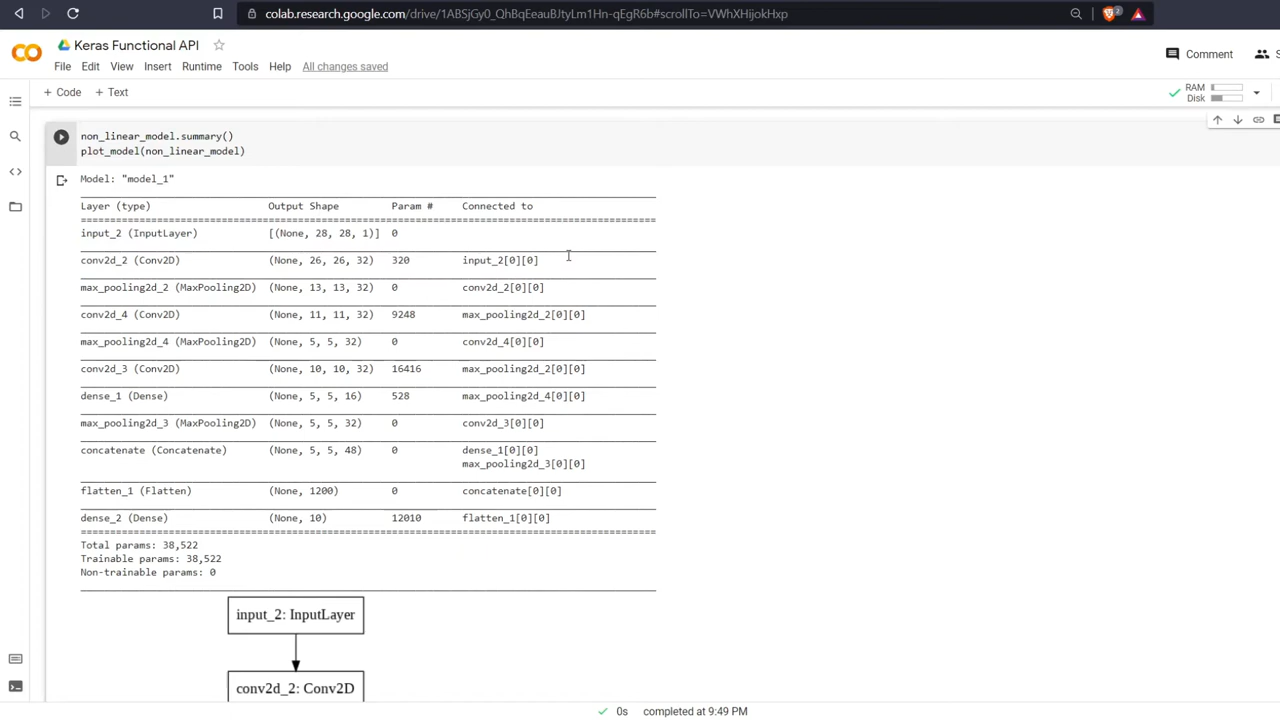 colab.research.google.com/drive/1ABSjGy0_QhBqEeauBJtyLm1Hn-qEgR6b#scrollTo=VWhXHijokHxp
2
Keras Functional API
File Edit View Insert Runtime Tools Help All changes saved
Comment
+ Code + Text
RAM
Disk
non_linear_model.summary()
plot_model(non_linear_model)
Model: "model_1"
Layer (type) Output Shape Param # Connected to
input_2 (InputLayer) [(None, 28, 28, 1)] 0
conv2d_2 (Conv2D) (None, 26, 26, 32) 320 input_2[0][0]
max_pooling2d_2 (MaxPooling2D) (None, 13, 13, 32) 0 conv2d_2[0][0]
conv2d_4 (Conv2D) (None, 11, 11, 32) 9248 max_pooling2d_2[0][0]
max_pooling2d_4 (MaxPooling2D) (None, 5, 5, 32) 0 conv2d_4[0][0]
conv2d_3 (Conv2D) (None, 10, 10, 32) 16416 max_pooling2d_2[0][0]
dense_1 (Dense) (None, 5, 5, 16) 528 max_pooling2d_4[0][0]
max_pooling2d_3 (MaxPooling2D) (None, 5, 5, 32) 0 conv2d_3[0][0]
concatenate (Concatenate) (None, 5, 5, 48) 0 dense_1[0][0]
max_pooling2d_3[0][0]
flatten_1 (Flatten) (None, 1200) 0 concatenate[0][0]
dense_2 (Dense) (None, 10) 12010 flatten_1[0][0]
Total params: 38,522
Trainable params: 38,522
Non-trainable params: 0
input_2: InputLayer
conv2d_2: Conv2D
0s completed at 9:49 PM